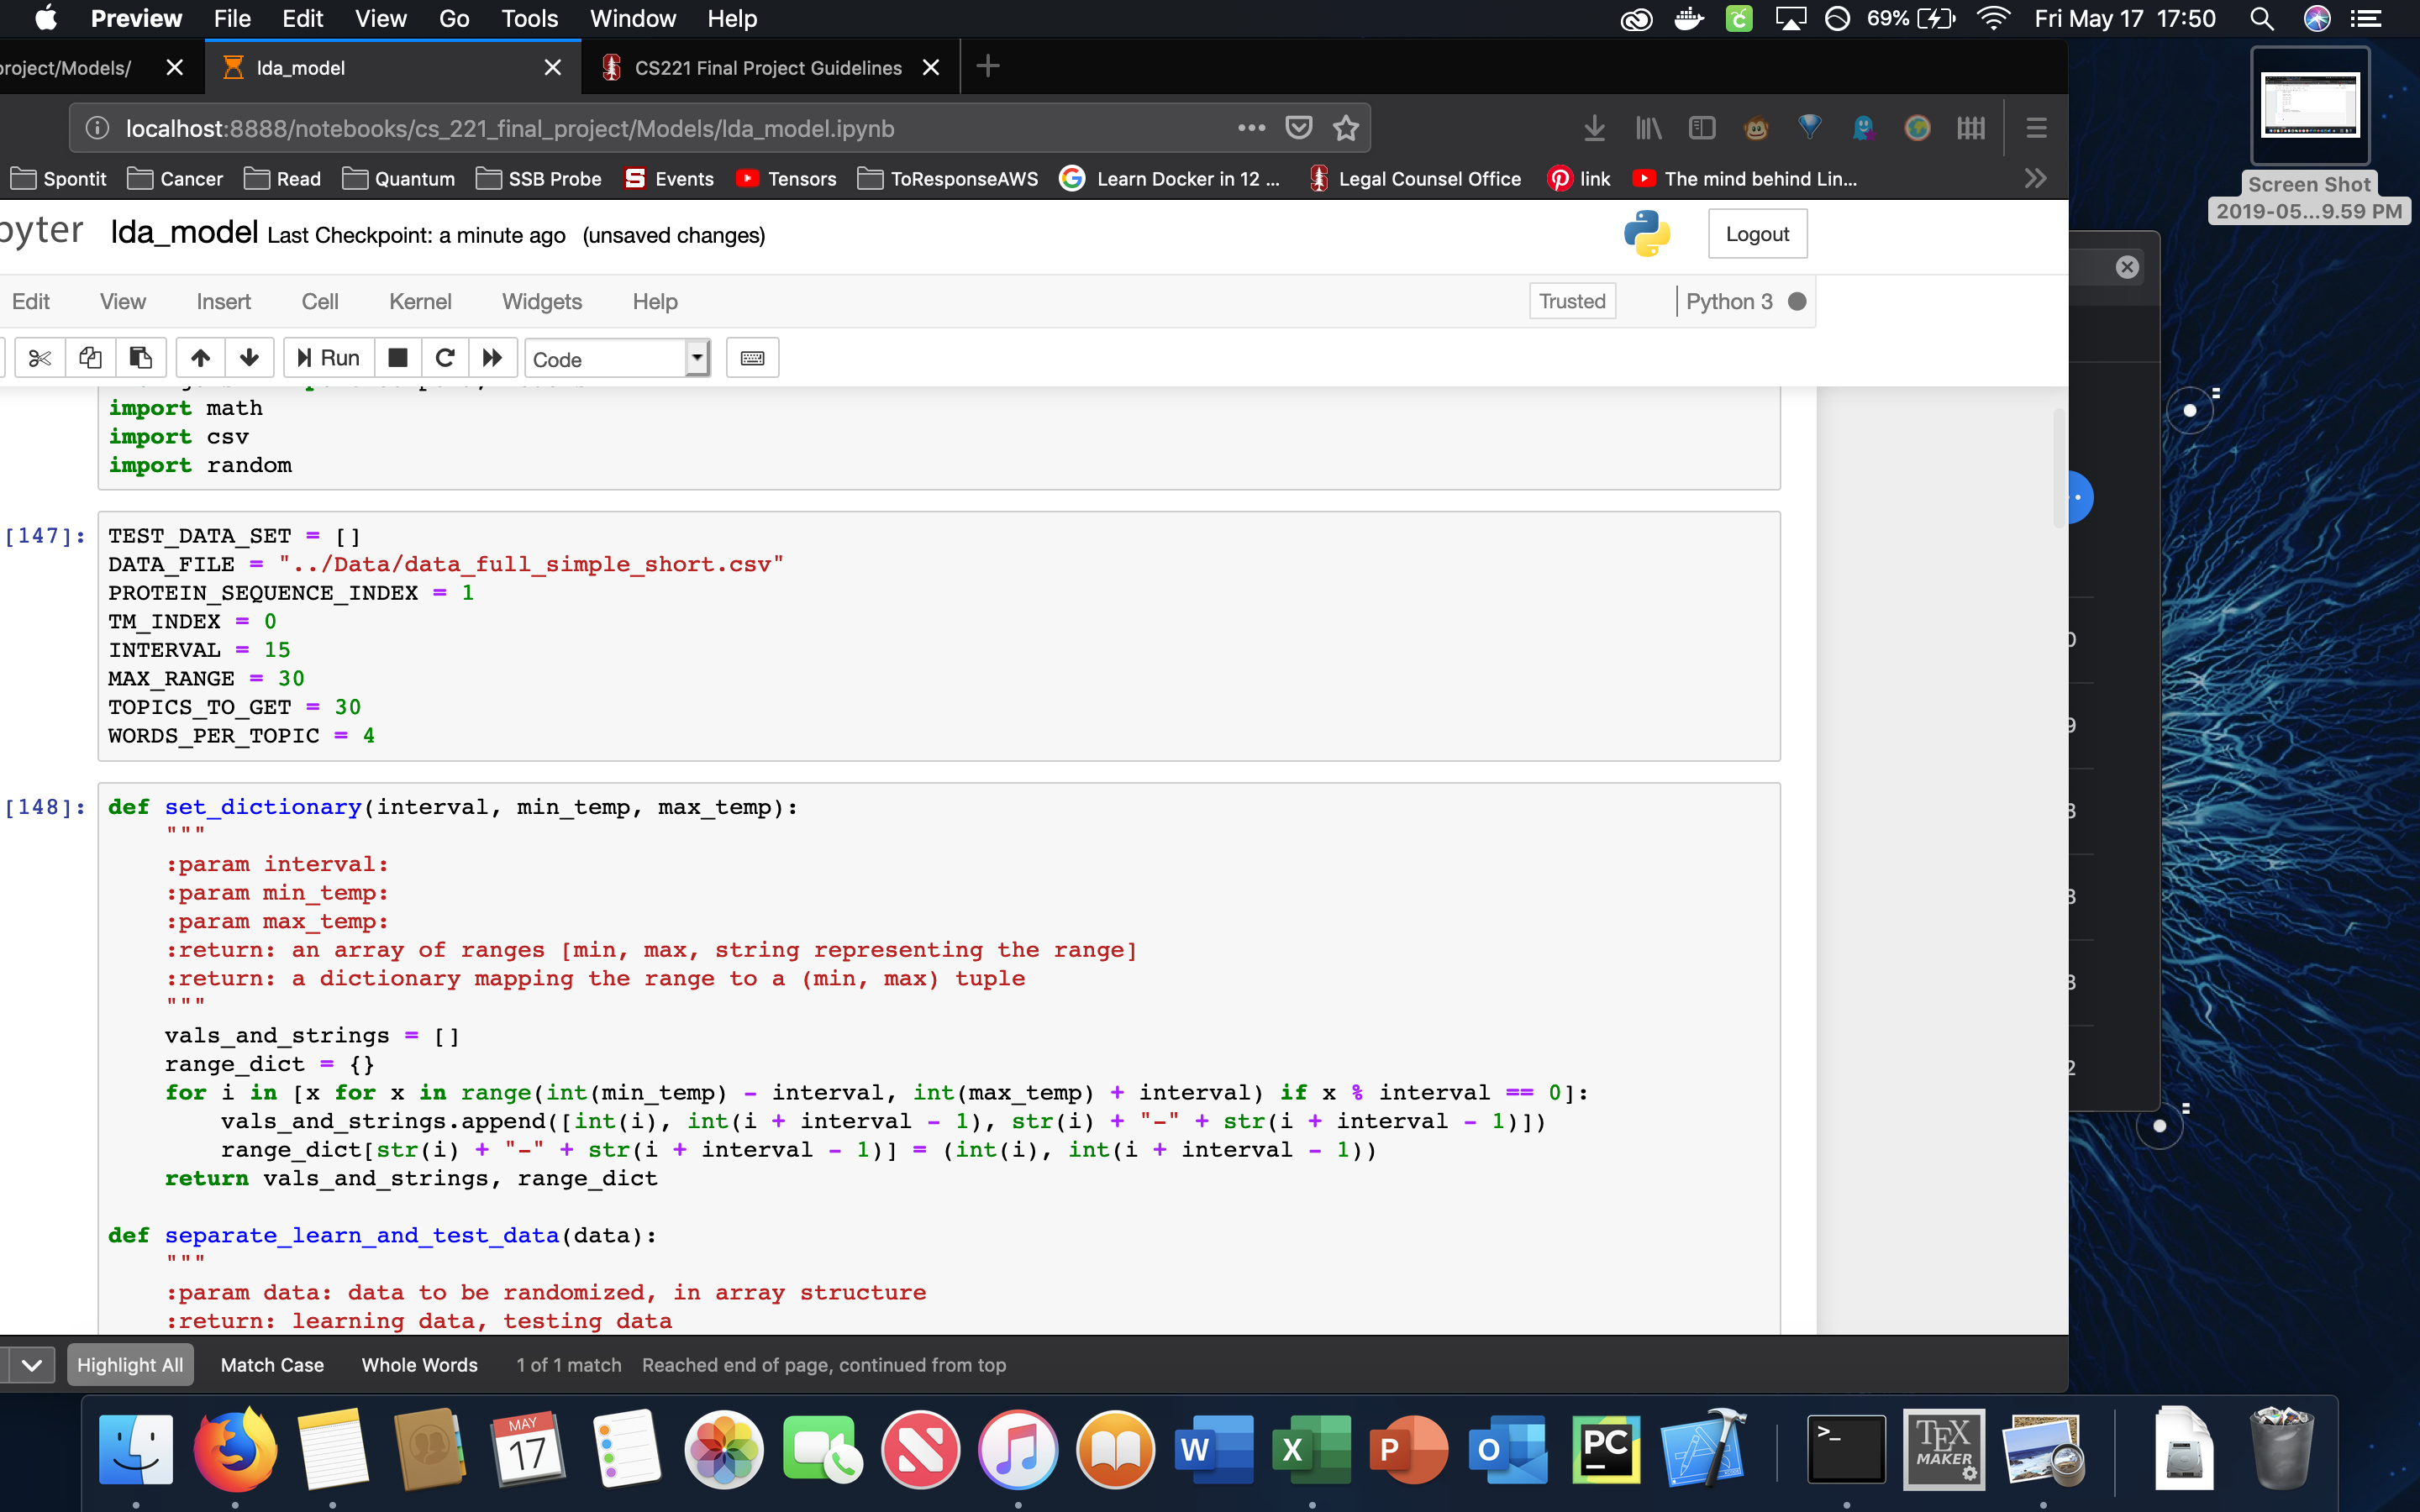 Preview File Edit View Go Tools Window Help 69% Fri May 17 17:50
project/Models/ lda_model CS221 Final Project Guidelines
localhost:8888/notebooks/cs_221_final_project/Models/lda_model.ipynb
Spontit Cancer Read Quantum SSB Probe Events Tensors ToResponseAWS Learn Docker in 12 ... Legal Counsel Office link The mind behind Lin...
Screen Shot
2019-05...9.59 PM
pyter lda_model Last Checkpoint: a minute ago (unsaved changes) Logout
Edit View Insert Cell Kernel Widgets Help Trusted Python 3
Run Code
import math
import csv
import random
[147]: TEST_DATA_SET = []
DATA_FILE = "../Data/data_full_simple_short.csv"
PROTEIN_SEQUENCE_INDEX = 1
TM_INDEX = 0
INTERVAL = 15
MAX_RANGE = 30
TOPICS_TO_GET = 30
WORDS_PER_TOPIC = 4
[148]: def set_dictionary(interval, min_temp, max_temp):
"""
:param interval:
:param min_temp:
:param max_temp:
:return: an array of ranges [min, max, string representing the range]
:return: a dictionary mapping the range to a (min, max) tuple
"""
vals_and_strings = []
range_dict = {}
for i in [x for x in range(int(min_temp) - interval, int(max_temp) + interval) if x % interval == 0]:
vals_and_strings.append([int(i), int(i + interval - 1), str(i) + "-" + str(i + interval - 1)])
range_dict[str(i) + "-" + str(i + interval - 1)] = (int(i), int(i + interval - 1))
return vals_and_strings, range_dict
def separate_learn_and_test_data(data):
"""
:param data: data to be randomized, in array structure
:return: learning data, testing data
Highlight All Match Case Whole Words 1 of 1 match Reached end of page, continued from top
MAY
17
W X P O PC >_ TEX
MAKER